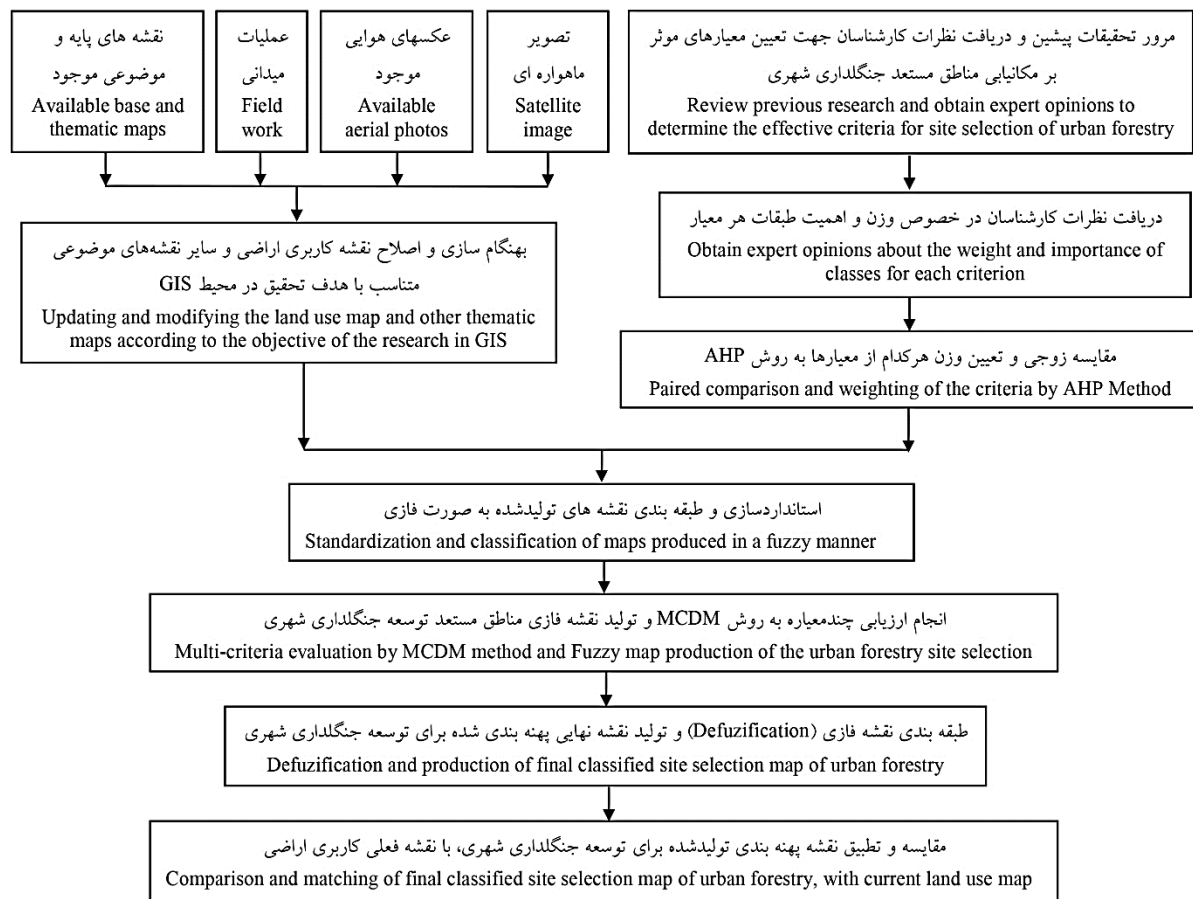 نقشه های پایه و
موضوعی موجود
Available base and
thematic maps
عملیات
میدانی
Field
work
عکسهای هوایی
موجود
Available
aerial photos
تصویر
ماهواره ای
Satellite
image
مرور تحقیقات پیشین و دریافت نظرات کارشناسان جهت تعیین معیارهای موثر
بر مکانیابی مناطق مستعد جنگلداری شهری
Review previous research and obtain expert opinions to
determine the effective criteria for site selection of urban forestry
بهنگام سازی و اصلاح نقشه کاربری اراضی و سایر نقشه‌های موضوعی
متناسب با هدف تحقیق در محیط GIS
Updating and modifying the land use map and other thematic
maps according to the objective of the research in GIS
دریافت نظرات کارشناسان در خصوص وزن و اهمیت طبقات هر معیار
Obtain expert opinions about the weight and importance of
classes for each criterion
مقایسه زوجی و تعیین وزن هرکدام از معیارها به روش AHP
Paired comparison and weighting of the criteria by AHP Method
استانداردسازی و طبقه بندی نقشه های تولیدشده به صورت فازی
Standardization and classification of maps produced in a fuzzy manner
انجام ارزیابی چندمعیاره به روش MCDM و تولید نقشه فازی مناطق مستعد توسعه جنگلداری شهری
Multi-criteria evaluation by MCDM method and Fuzzy map production of the urban forestry site selection
طبقه بندی نقشه فازی (Defuzification) و تولید نقشه نهایی پهنه بندی شده برای توسعه جنگلداری شهری
Defuzification and production of final classified site selection map of urban forestry
مقایسه و تطبیق نقشه پهنه بندی تولیدشده برای توسعه جنگلداری شهری، با نقشه فعلی کاربری اراضی
Comparison and matching of final classified site selection map of urban forestry, with current land use map